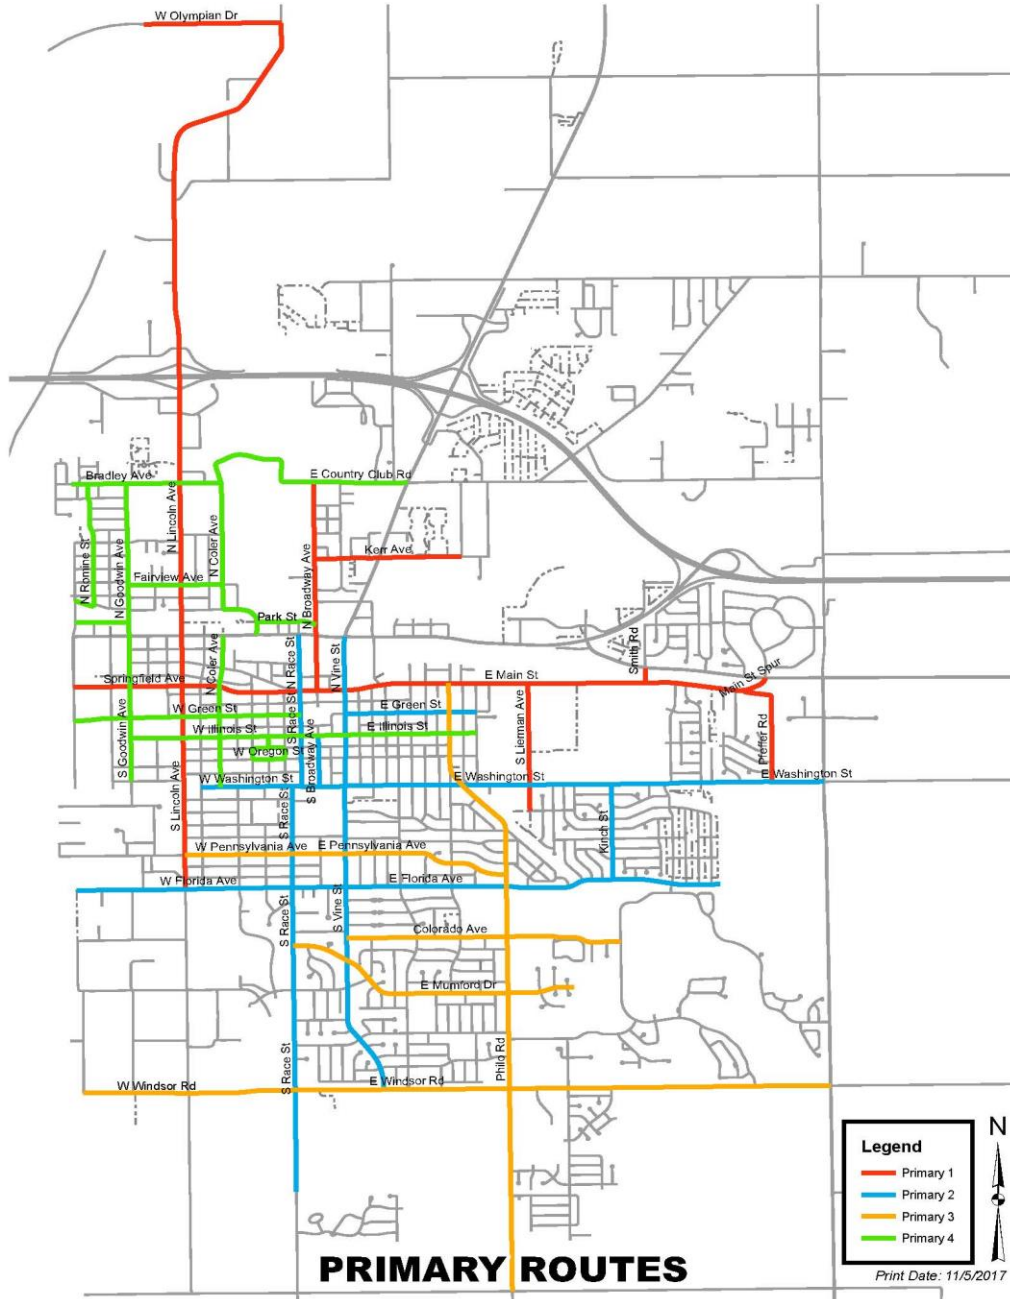 W Olympian Dr
Bradley Ave
E Country Club Rd
N Lincoln Ave
N Romine St
N Goodwin Ave
N Coler Ave
N Broadway Ave
Kerr Ave
Fairview Ave
Park St
N Race St
N Vine St
Smith Rd
Springfield Ave
N Coler Ave
E Main St
Main St Spur
W Green St
S Race St
E Green St
S Goodwin Ave
W Illinois St
E Illinois St
S Lierman Ave
Pfeffer Rd
W Oregon St
S Broadway Ave
W Washington St
E Washington St
E Washington St
S Lincoln Ave
S Race St
Kinch St
W Pennsylvania Ave
E Pennsylvania Ave
W Florida Ave
E Florida Ave
S Race St
S Vine St
Colorado Ave
E Mumford Dr
S Race St
Philo Rd
W Windsor Rd
E Windsor Rd
N
Legend
Primary 1
Primary 2
Primary 3
Primary 4
PRIMARY ROUTES
Print Date: 11/5/2017